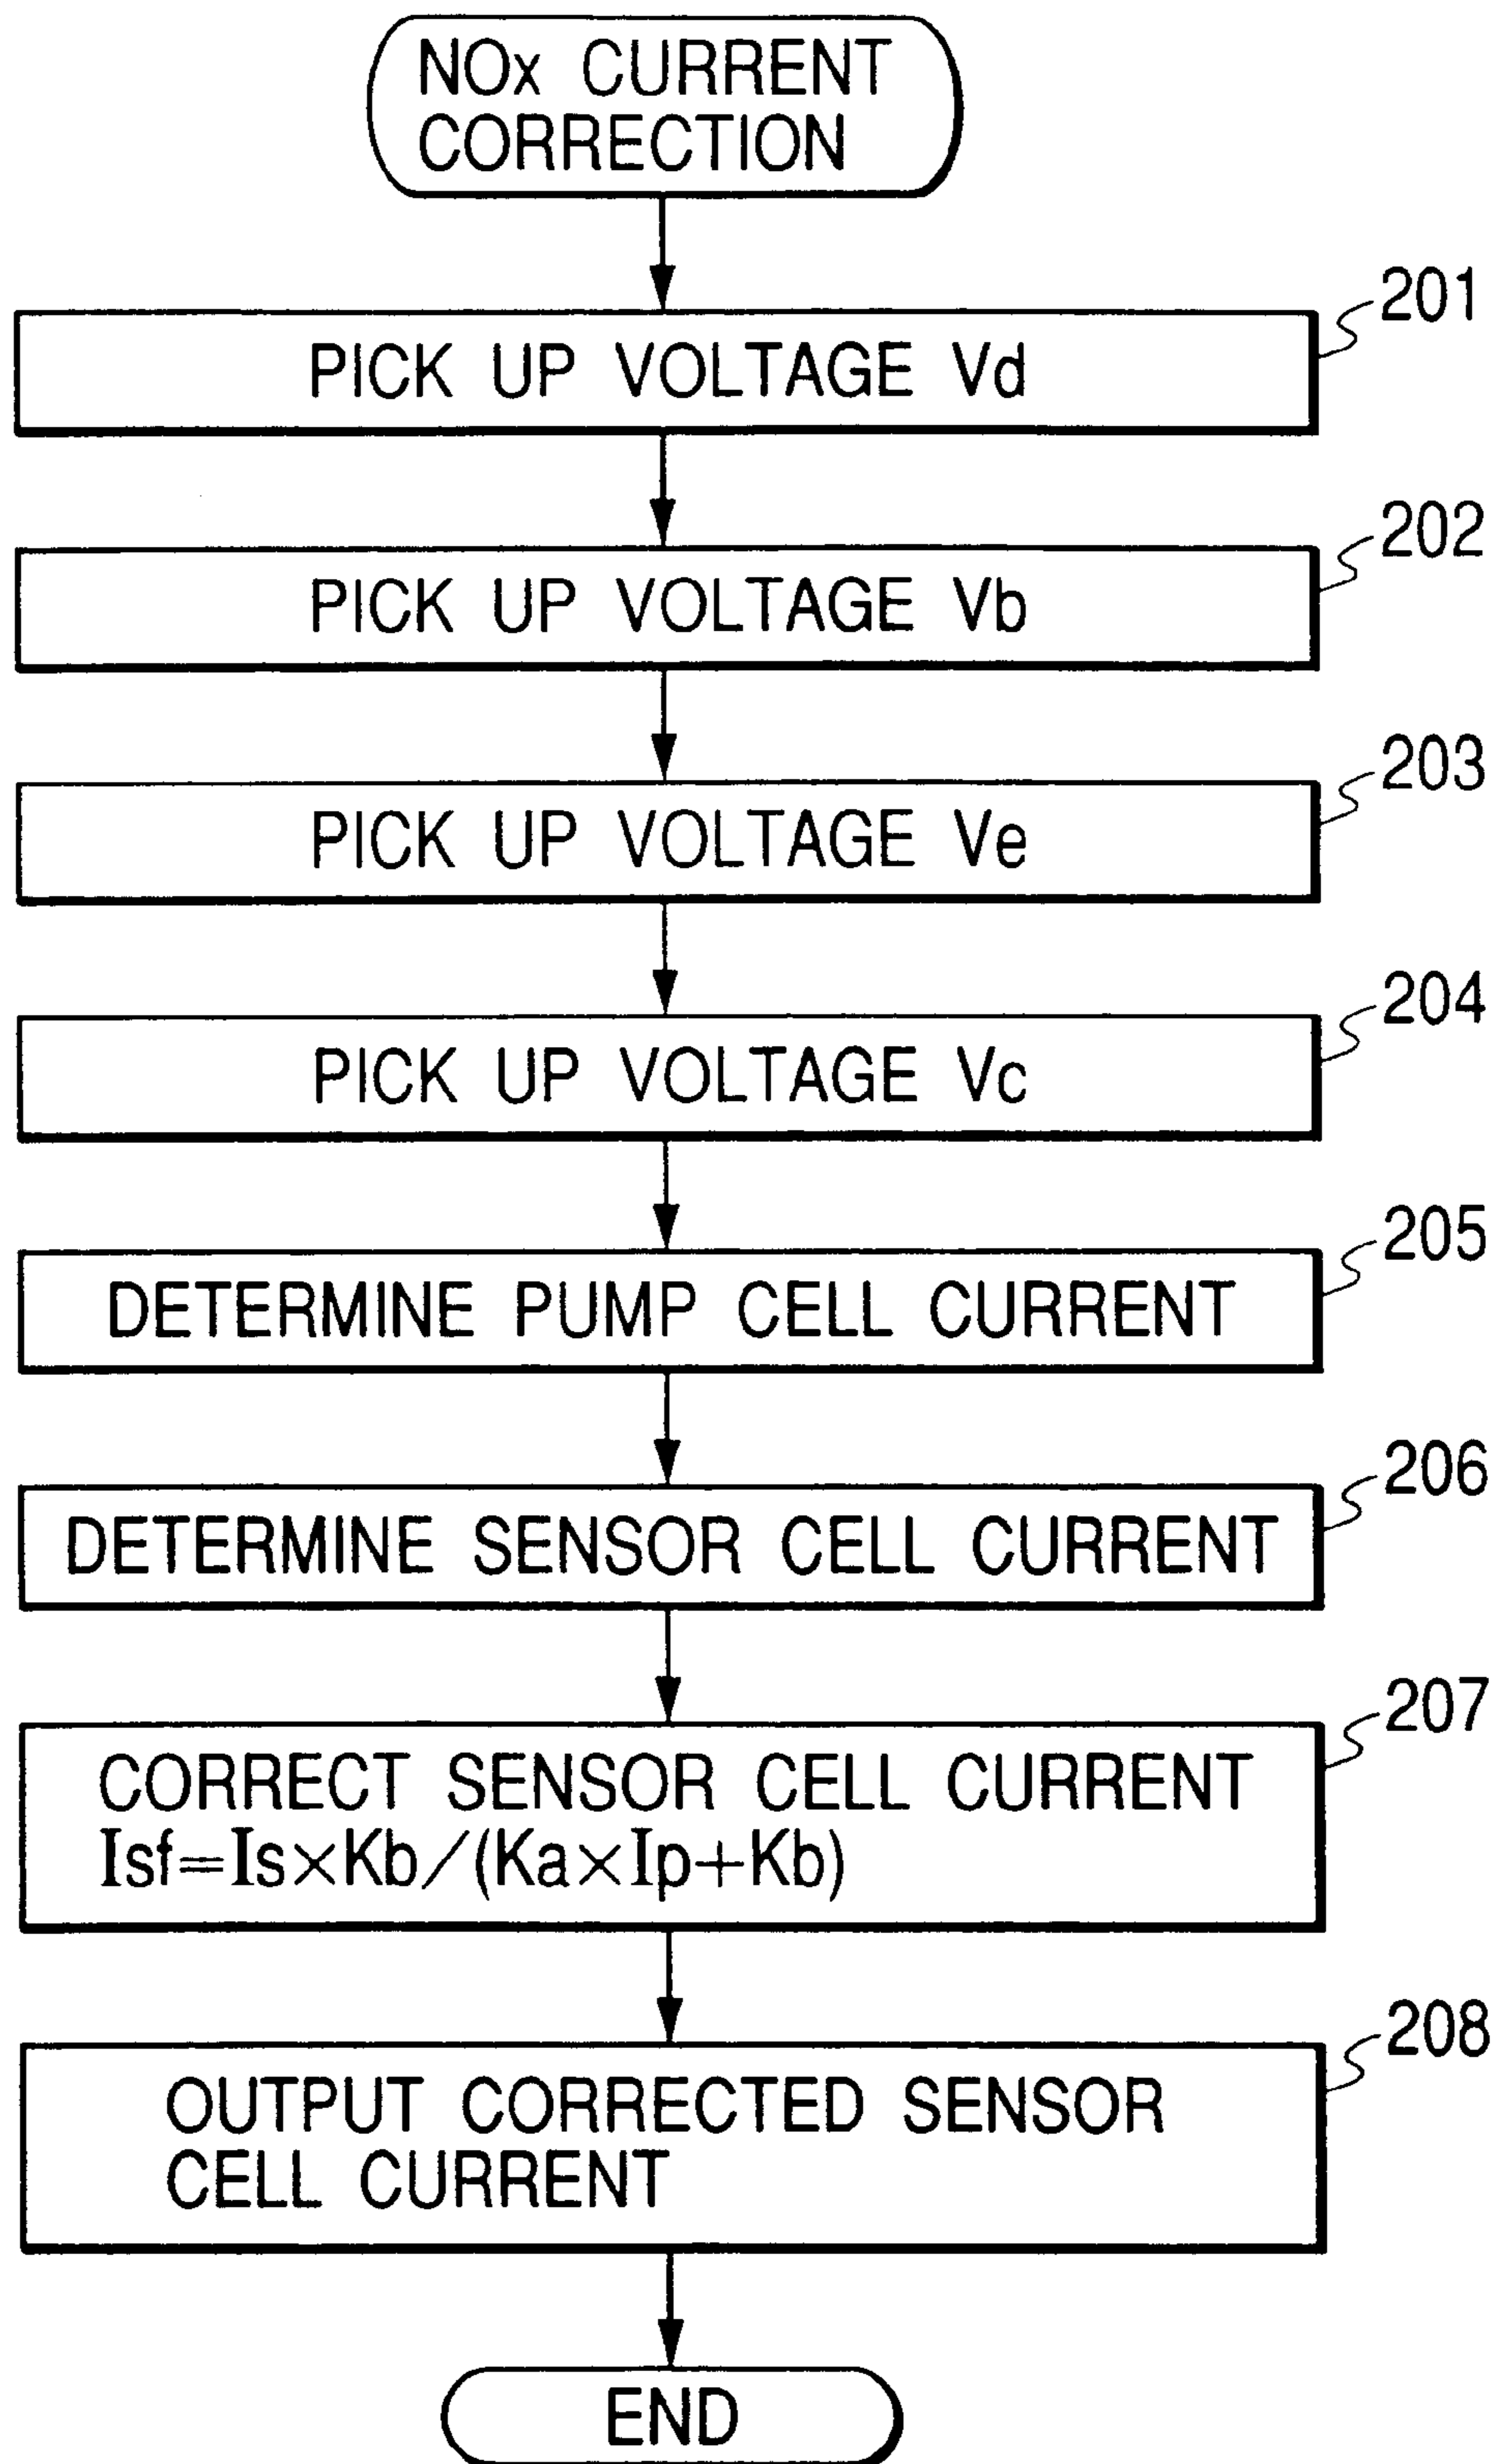 NOx CURRENT
CORRECTION
201
PICK UP VOLTAGE Vd
202
PICK UP VOLTAGE Vb
203
PICK UP VOLTAGE Ve
204
PICK UP VOLTAGE Vc
205
DETERMINE PUMP CELL CURRENT
206
DETERMINE SENSOR CELL CURRENT
207
CORRECT SENSOR CELL CURRENT
Isf=Is×Kb/(Ka×Ip+Kb)
208
OUTPUT CORRECTED SENSOR
CELL CURRENT
END